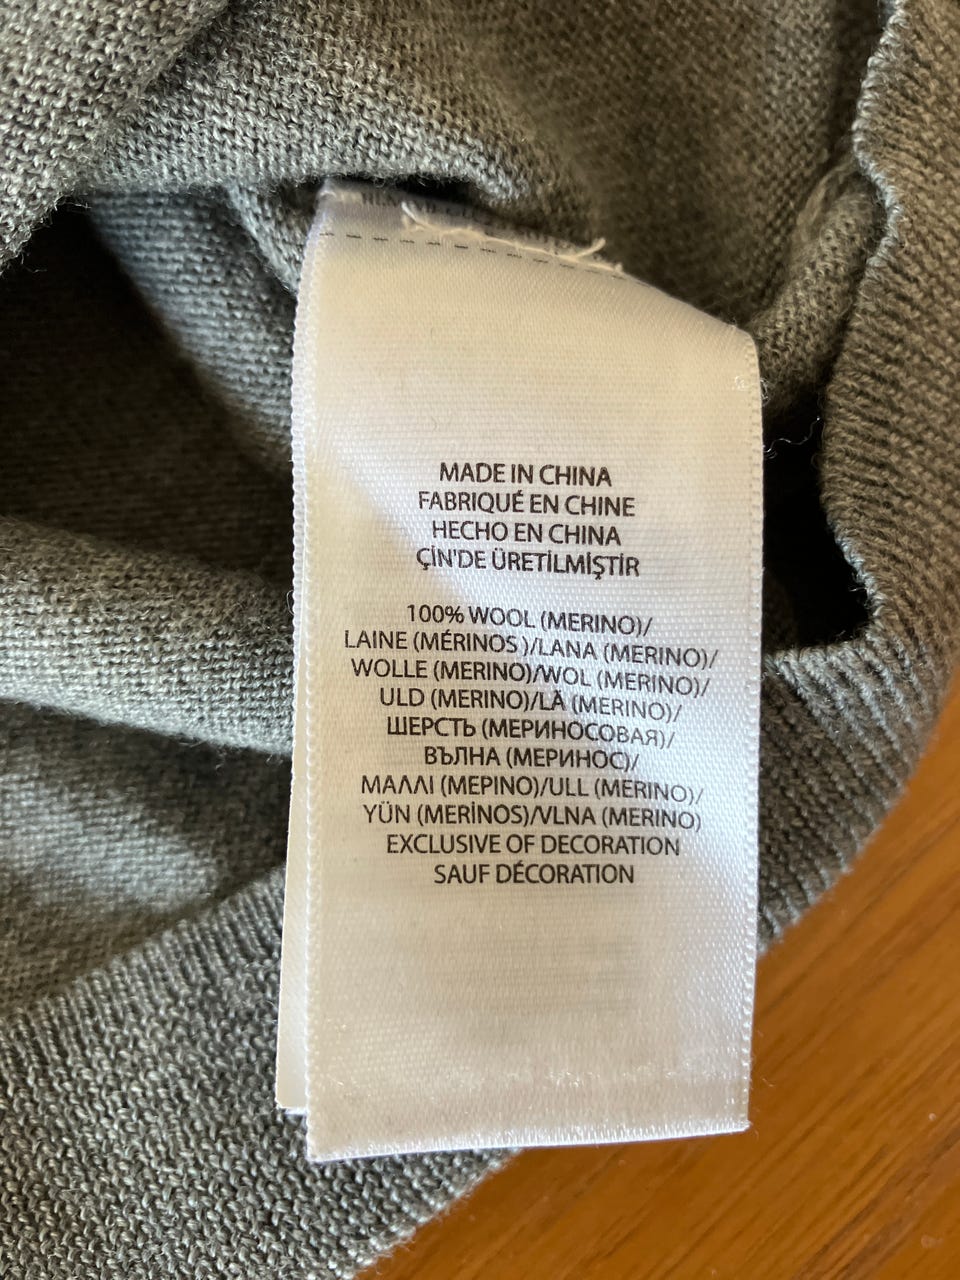 MADE IN CHINA
FABRIQUÉ EN CHINE
HECHO EN CHINA
ÇİN'DE ÜRETİLMİŞTİR
100% WOOL (MERINO)/
LAINE (MÉRINOS )/LANA (MERINO)/
WOLLE (MERINO)/WOL (MERINO)/
ULD (MERINO)/LÃ (MERINO)/
ШЕРСТЬ (МЕРИНОСОВАЯ)/
ВЪЛНА (МЕРИНОС)/
ΜΑΛΛΙ (ΜΕΡΙΝΟ)/ULL (MERINO)/
YÜN (MERİNOS)/VLNA (MERINO)
EXCLUSIVE OF DECORATION
SAUF DÉCORATION